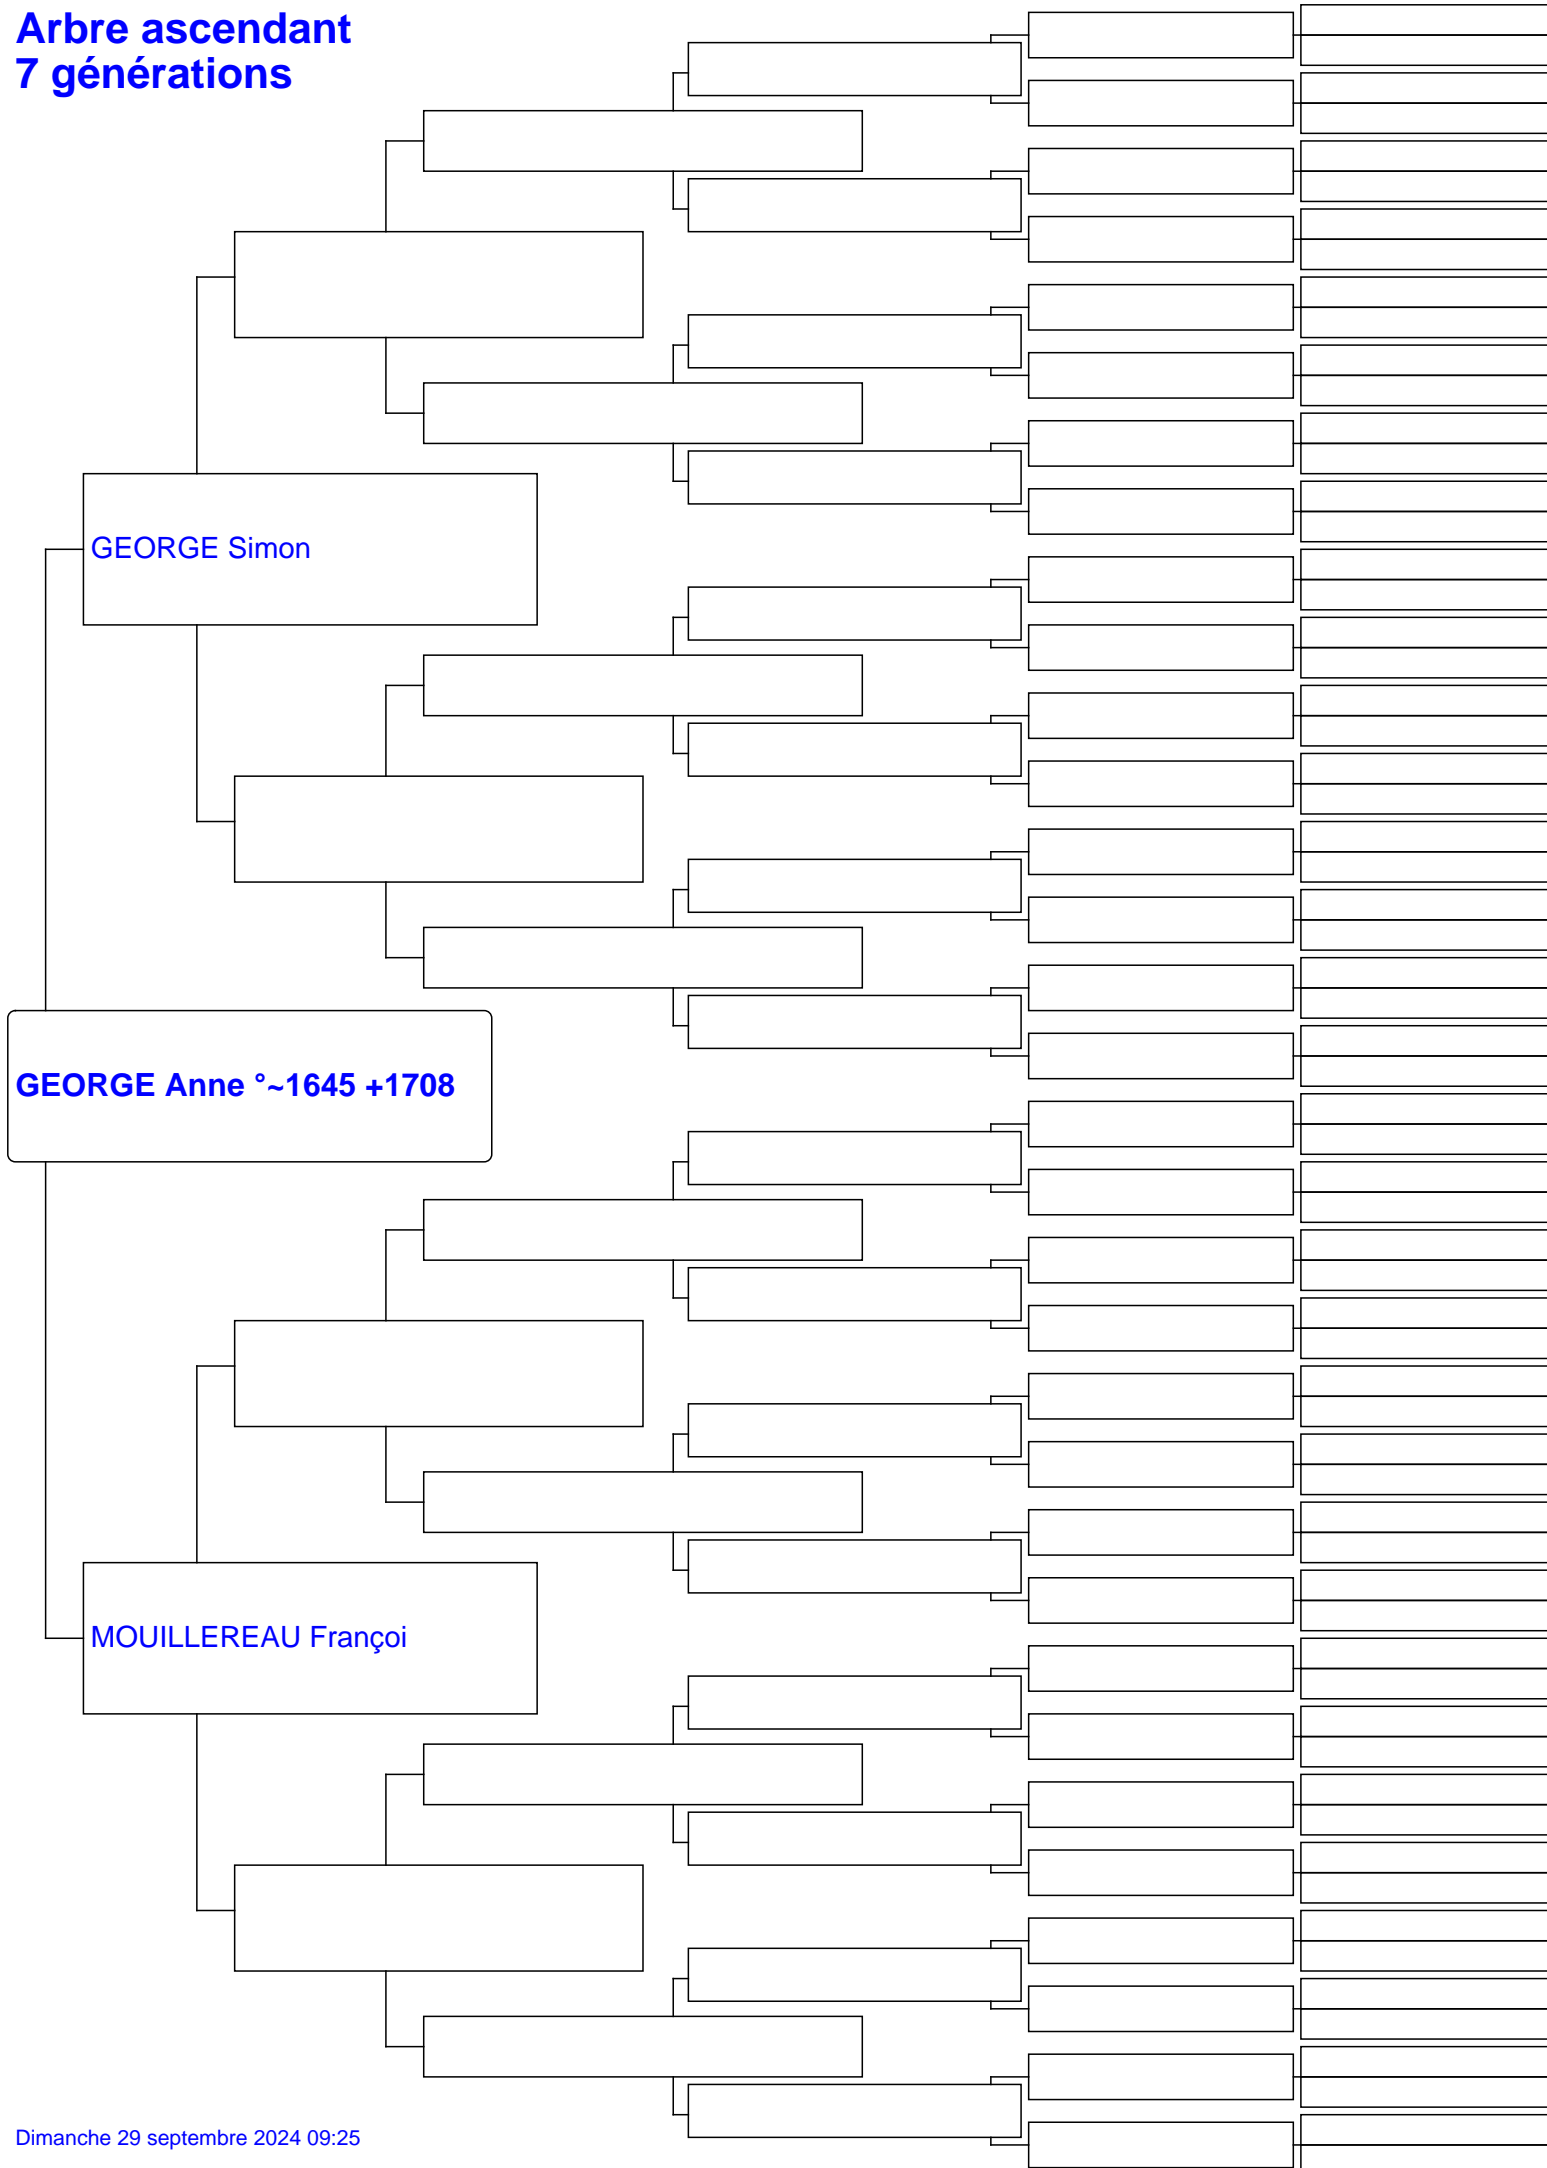 Arbre ascendant
7 générations
GEORGE Simon
GEORGE Anne °~1645 +1708
MOUILLEREAU Françoi
Dimanche 29 septembre 2024 09:25